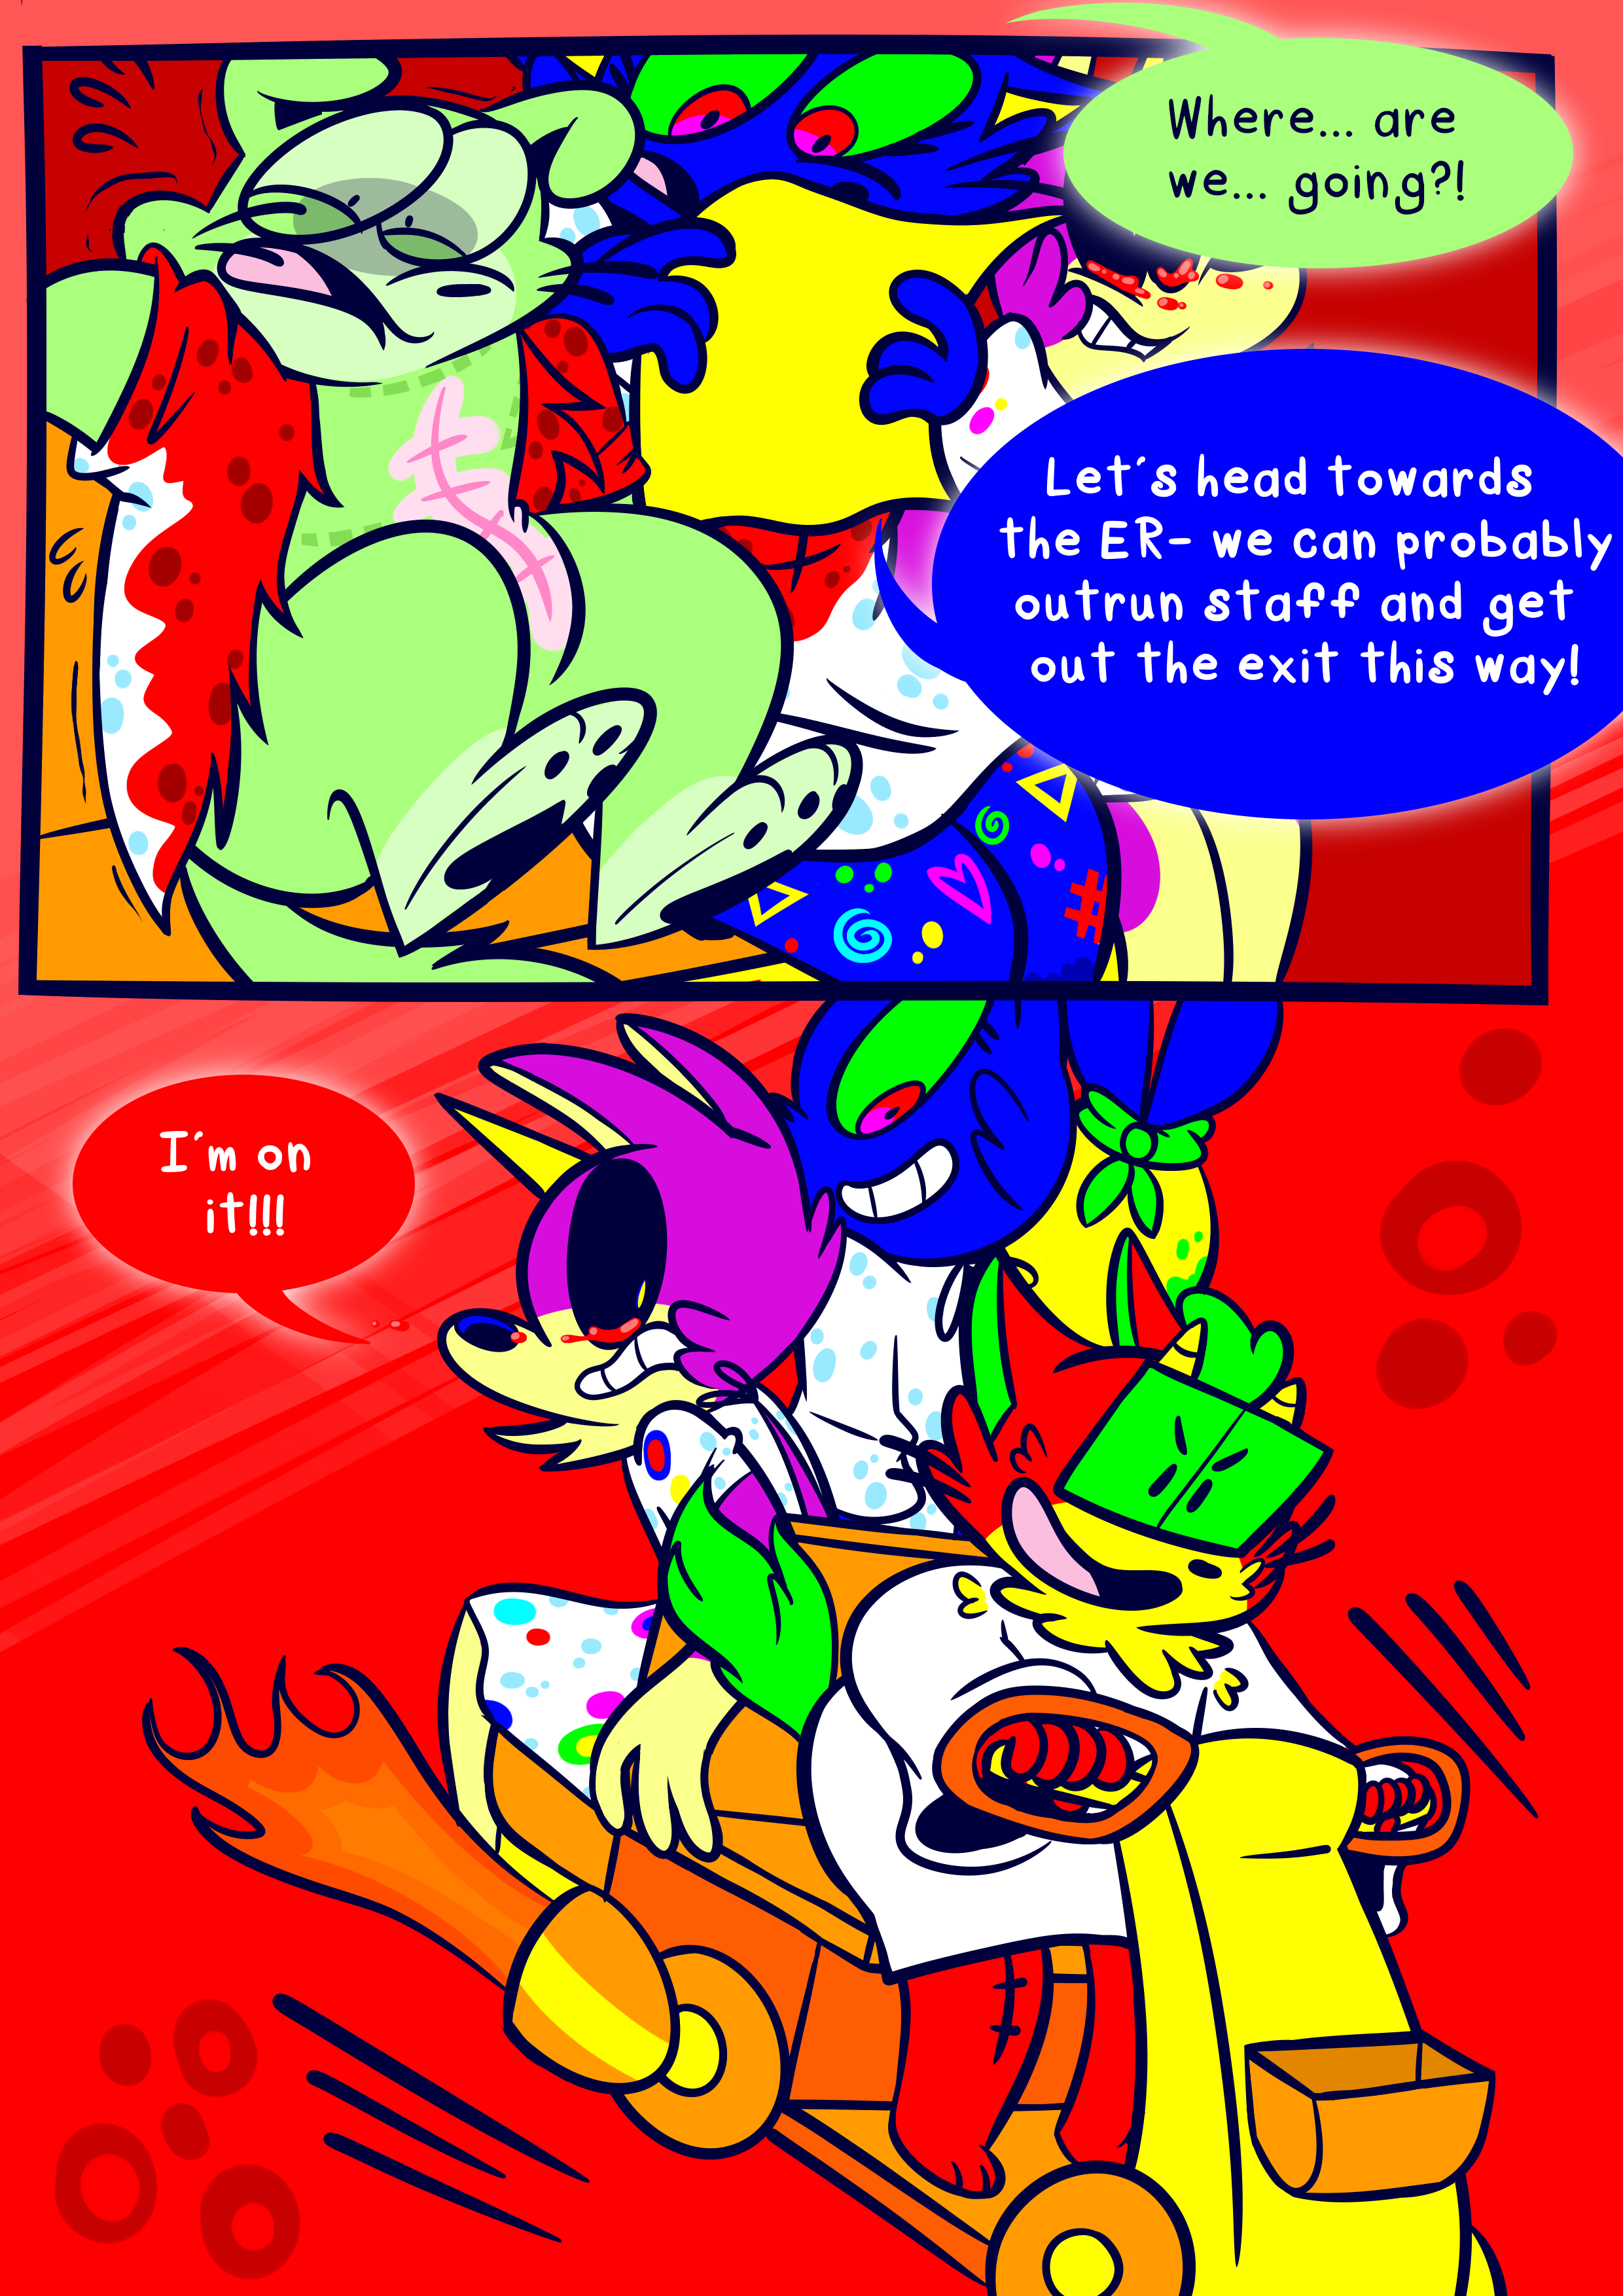 Where... are
we... going?!
Let's head towards
the ER- we can probably
outrun staff and get
out the exit this way!
I'm on
it!!!